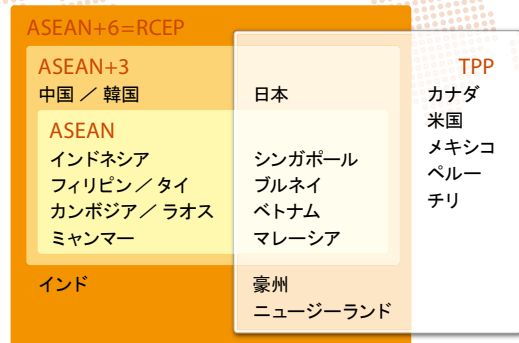 ASEAN+6=RCEP
ASEAN+3
中国 ／ 韓国
日本
ASEAN
インドネシア
フィリピン ／ タイ
カンボジア ／ ラオス
ミャンマー
シンガポール
ブルネイ
ベトナム
マレーシア
インド
豪州
ニュージーランド
TPP
カナダ
米国
メキシコ
ペルー
チリ